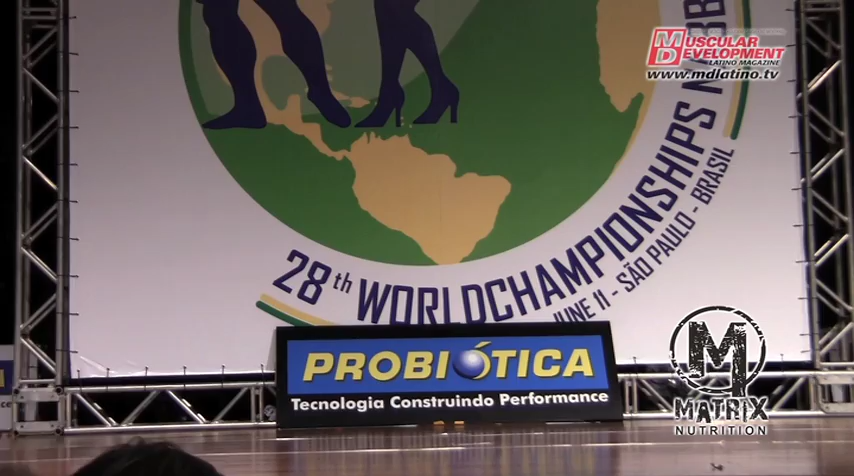 MD MUSCULAR DEVELOPMENT
LATINO MAGAZINE
www.mdlatino.tv
28th WORLDCHAMPIONSHIPS
JUNE 11 - SÃO PAULO - BRASIL
PROBIÓTICA
Tecnologia Construindo Performance
M
MATRIX
NUTRITION